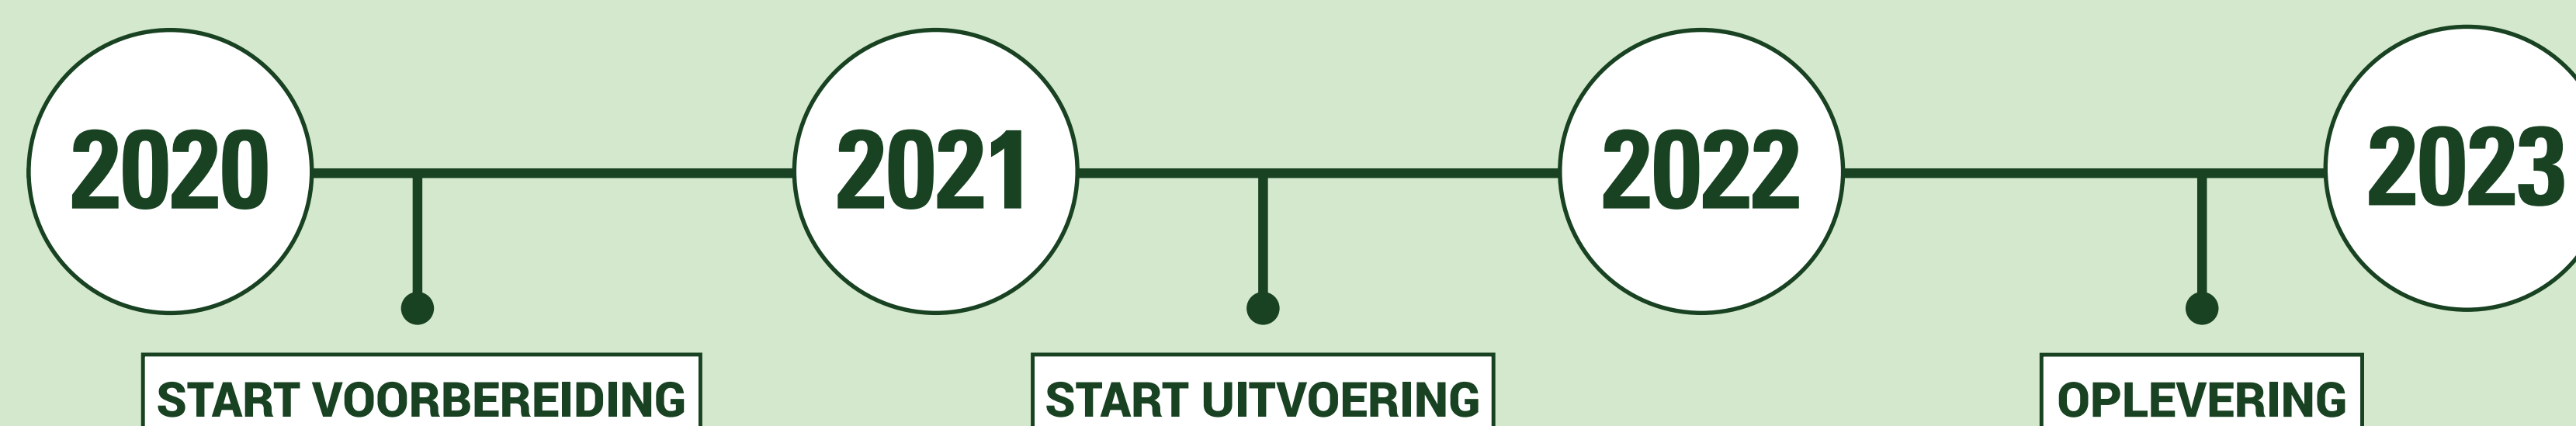 2020
2021
2022
2023
START VOORBEREIDING
START UITVOERING
OPLEVERING